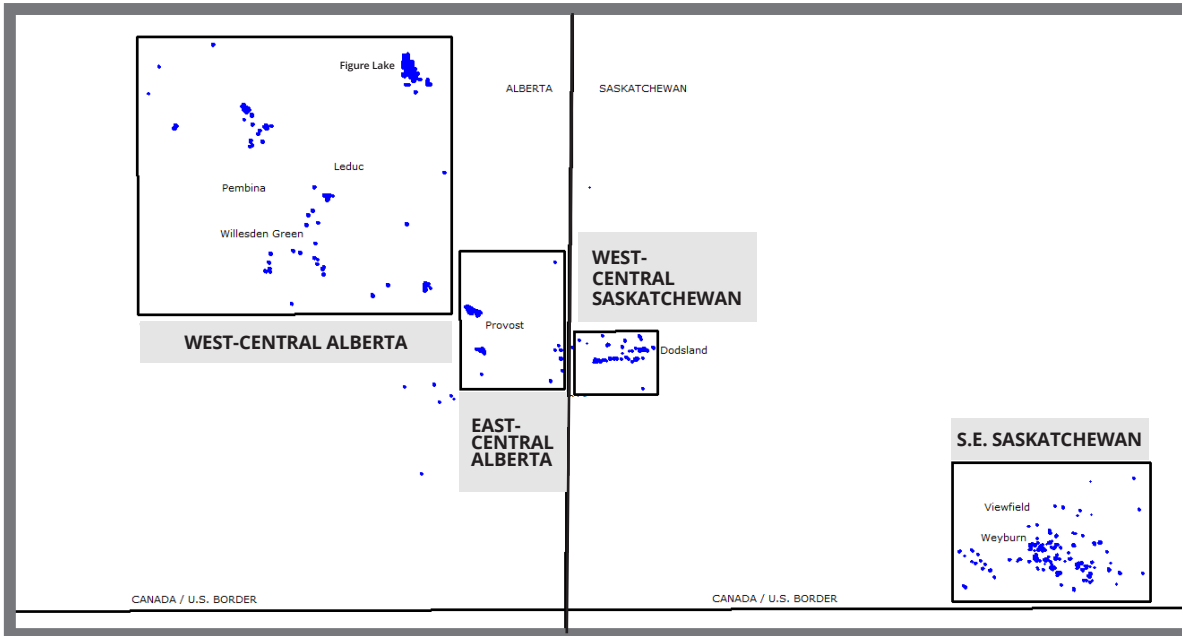 Figure Lake
ALBERTA
SASKATCHEWAN
Leduc
Pembina
Willesden Green
WEST-
CENTRAL
SASKATCHEWAN
Provost
WEST-CENTRAL ALBERTA
Dodsland
EAST-
CENTRAL
ALBERTA
S.E. SASKATCHEWAN
Viewfield
Weyburn
CANADA / U.S. BORDER
CANADA / U.S. BORDER